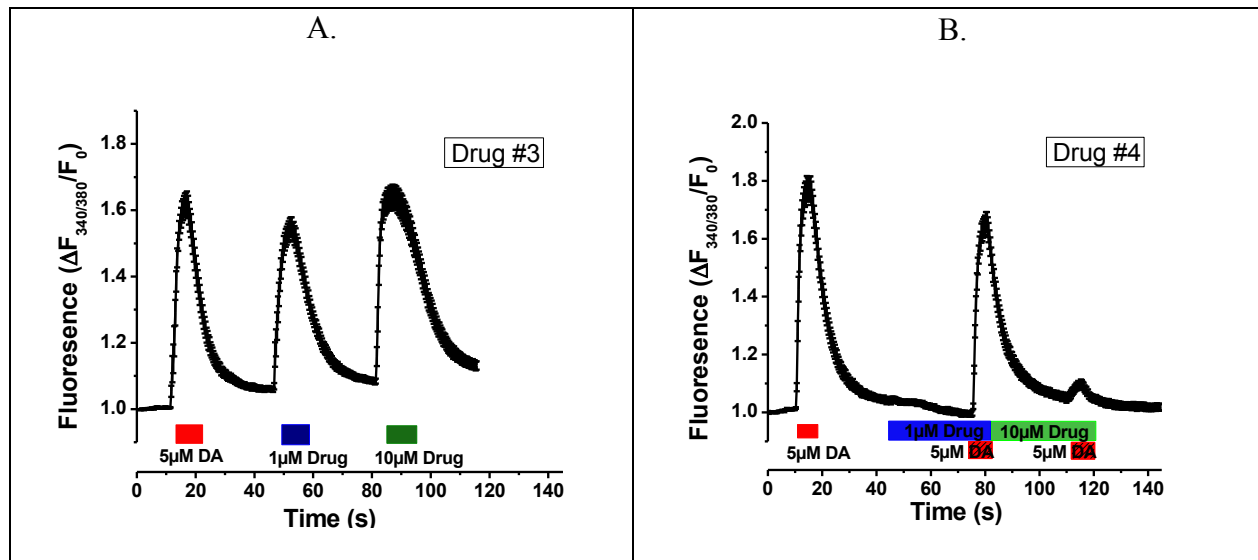 A.
Drug #3
Fluoresence (ΔF340/380/F0)
1.8
1.6
1.4
1.2
1.0
5µM DA
1µM Drug
10µM Drug
0 20 40 60 80 100 120 140
Time (s)
B.
Drug #4
Fluoresence (ΔF340/380/F0)
2.0
1.8
1.6
1.4
1.2
1.0
1µM Drug
10µM Drug
5µM DA
5µM DA
5µM DA
0 20 40 60 80 100 120 140
Time (s)